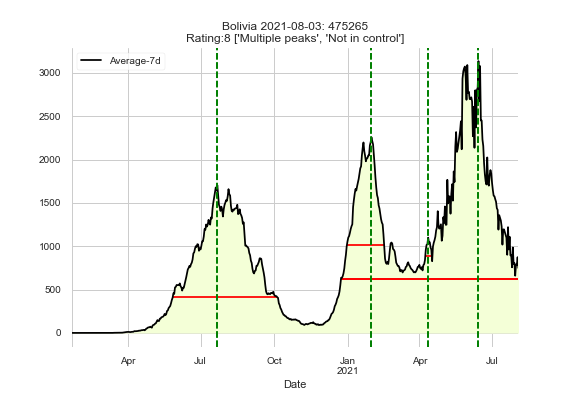 Bolivia 2021-08-03: 475265
Rating:8 ['Multiple peaks', 'Not in control']
Average-7d
3000
2500
2000
1500
1000
500
0
Apr Jul Oct Jan Apr Jul
2021
Date